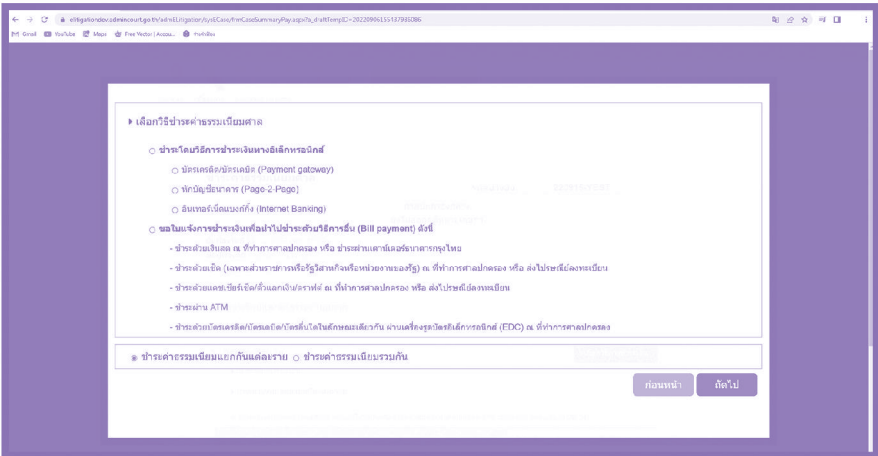 elitigationdev.admincourt.go.th/admELitigation/sys/ECase/frmCaseSummaryPay.aspx?s_draftTempID=20220906155137985086
Gmail YouTube Maps Free Vector | Accou...
เลือกวิธีชำระค่าธรรมเนียมศาล
ชำระโดยวิธีการชำระเงินทางอิเล็กทรอนิกส์
บัตรเครดิต/บัตรเดบิต (Payment gateway)
หักบัญชีธนาคาร (Page-2-Page)
อินเทอร์เน็ตแบงก์กิ้ง (Internet Banking)
ขอใบแจ้งการชำระเงินเพื่อนำไปชำระด้วยวิธีการอื่น (Bill payment) ดังนี้
- ชำระด้วยเงินสด ณ ที่ทำการศาลปกครอง หรือ ชำระผ่านเคาน์เตอร์ธนาคารกรุงไทย
- ชำระด้วยเช็ค (เฉพาะส่วนราชการหรือรัฐวิสาหกิจหรือหน่วยงานของรัฐ) ณ ที่ทำการศาลปกครอง หรือ ส่งไปรษณีย์ลงทะเบียน
- ชำระด้วยแคชเชียร์เช็ค/ตั๋วแลกเงิน/ดราฟต์ ณ ที่ทำการศาลปกครอง หรือ ส่งไปรษณีย์ลงทะเบียน
- ชำระผ่าน ATM
- ชำระด้วยบัตรเครดิต/บัตรเดบิต/บัตรอื่นใดในลักษณะเดียวกัน ผ่านเครื่องรูดบัตรอิเล็กทรอนิกส์ (EDC) ณ ที่ทำการศาลปกครอง
ชำระค่าธรรมเนียมแยกกันแต่ละราย ชำระค่าธรรมเนียมรวมกัน
ก่อนหน้า ถัดไป